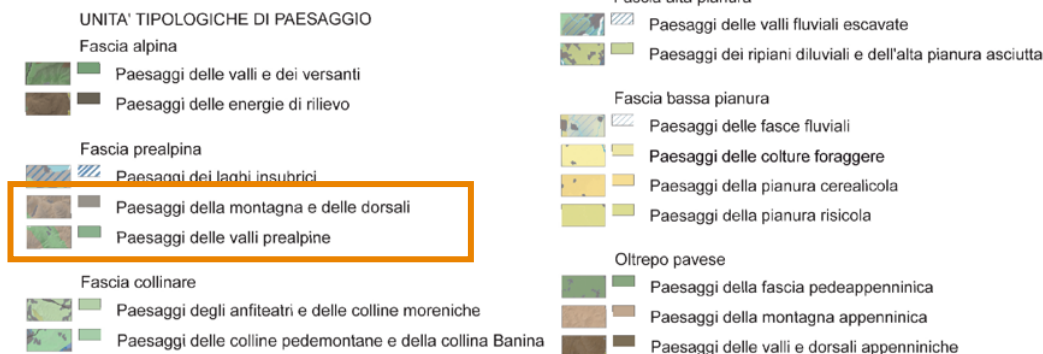 UNITA' TIPOLOGICHE DI PAESAGGIO
Fascia alpina
Paesaggi delle valli e dei versanti
Paesaggi delle energie di rilievo
Fascia prealpina
Paesaggi dei laghi insubrici
Paesaggi della montagna e delle dorsali
Paesaggi delle valli prealpine
Fascia collinare
Paesaggi degli anfiteatri e delle colline moreniche
Paesaggi delle colline pedemontane e della collina Banina
Fascia alta pianura
Paesaggi delle valli fluviali escavate
Paesaggi dei ripiani diluviali e dell'alta pianura asciutta
Fascia bassa pianura
Paesaggi delle fasce fluviali
Paesaggi delle colture foraggere
Paesaggi della pianura cerealicola
Paesaggi della pianura risicola
Oltrepo pavese
Paesaggi della fascia pedeappenninica
Paesaggi della montagna appenninica
Paesaggi delle valli e dorsali appenniniche